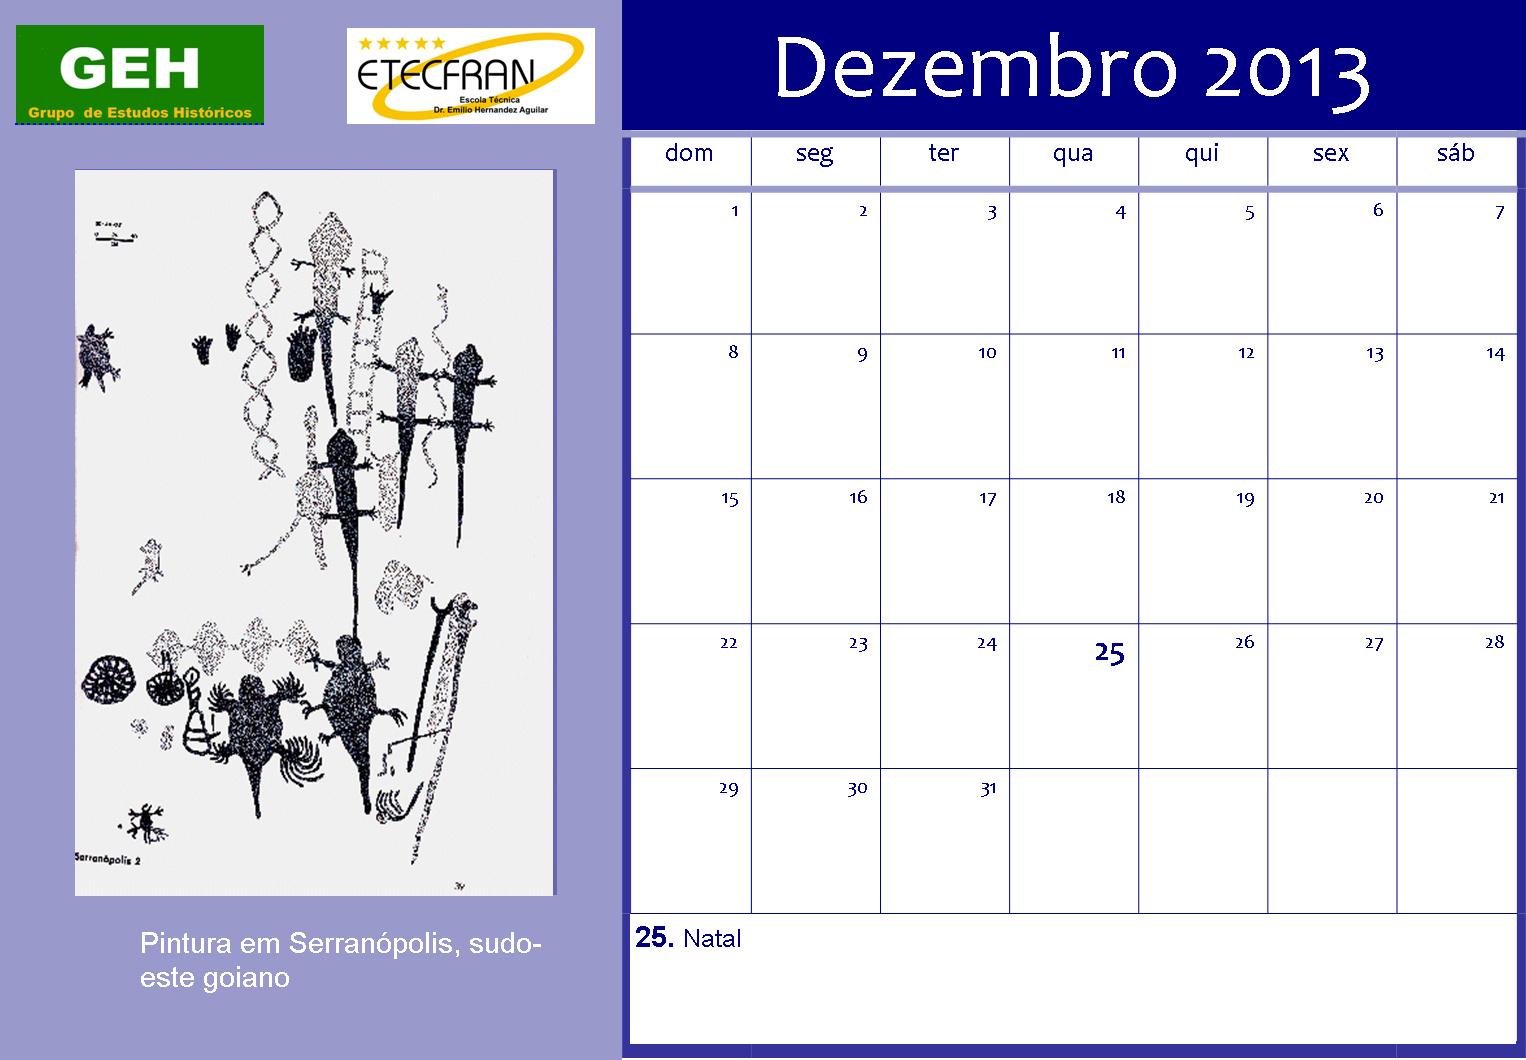 GEH
Grupo de Estudos Históricos
ETECFRAN
Escola Técnica
Dr. Emílio Hernandez Aguilar
Serranópolis 2
Pintura em Serranópolis, sudo-
este goiano
Dezembro 2013
dom seg ter qua qui sex sáb
1 2 3 4 5 6 7
8 9 10 11 12 13 14
15 16 17 18 19 20 21
22 23 24 25 26 27 28
29 30 31
25. Natal